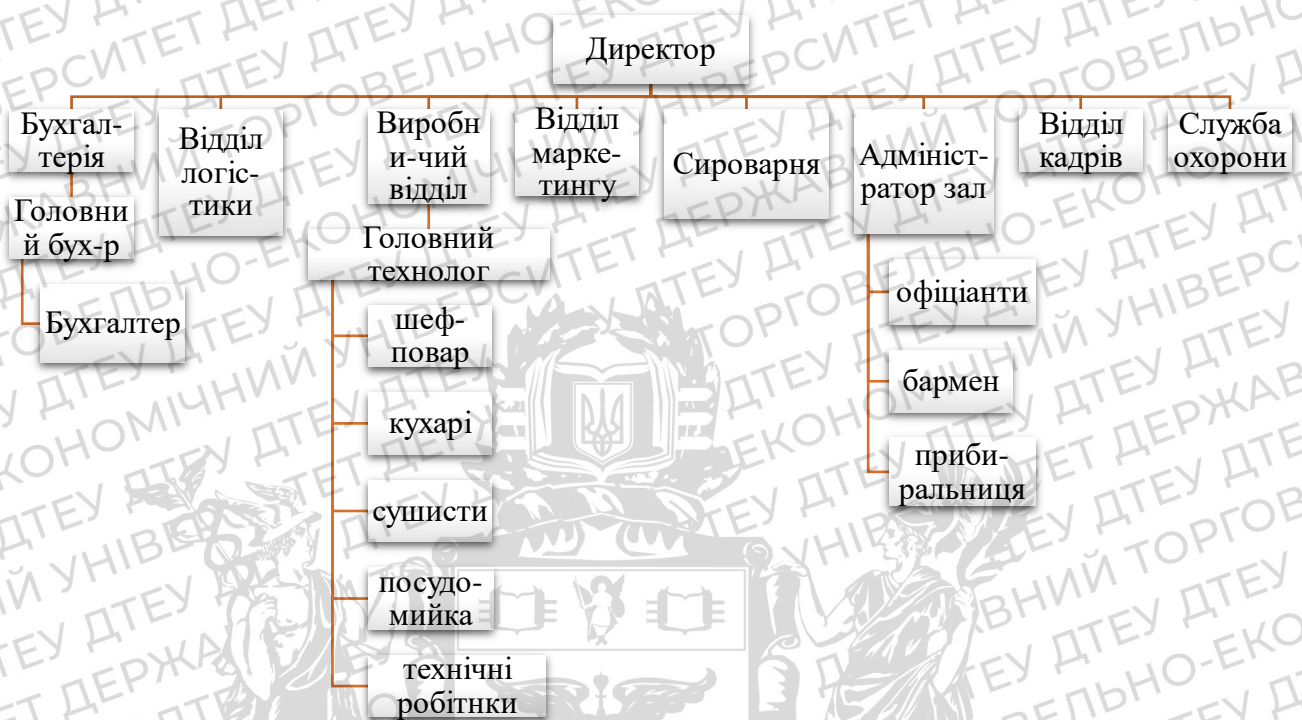 Директор
Бухгал-
терія
Відділ
логіс-
тики
Виробн
и-чий
відділ
Відділ
марке-
тингу
Сироварня
Адмініст-
ратор зал
Відділ
кадрів
Служба
охорони
Головни
й бух-р
Бухгалтер
Головний
технолог
шеф-
повар
кухарі
сушисти
посудо-
мийка
технічні
робітнки
офіціанти
бармен
приби-
ральниця